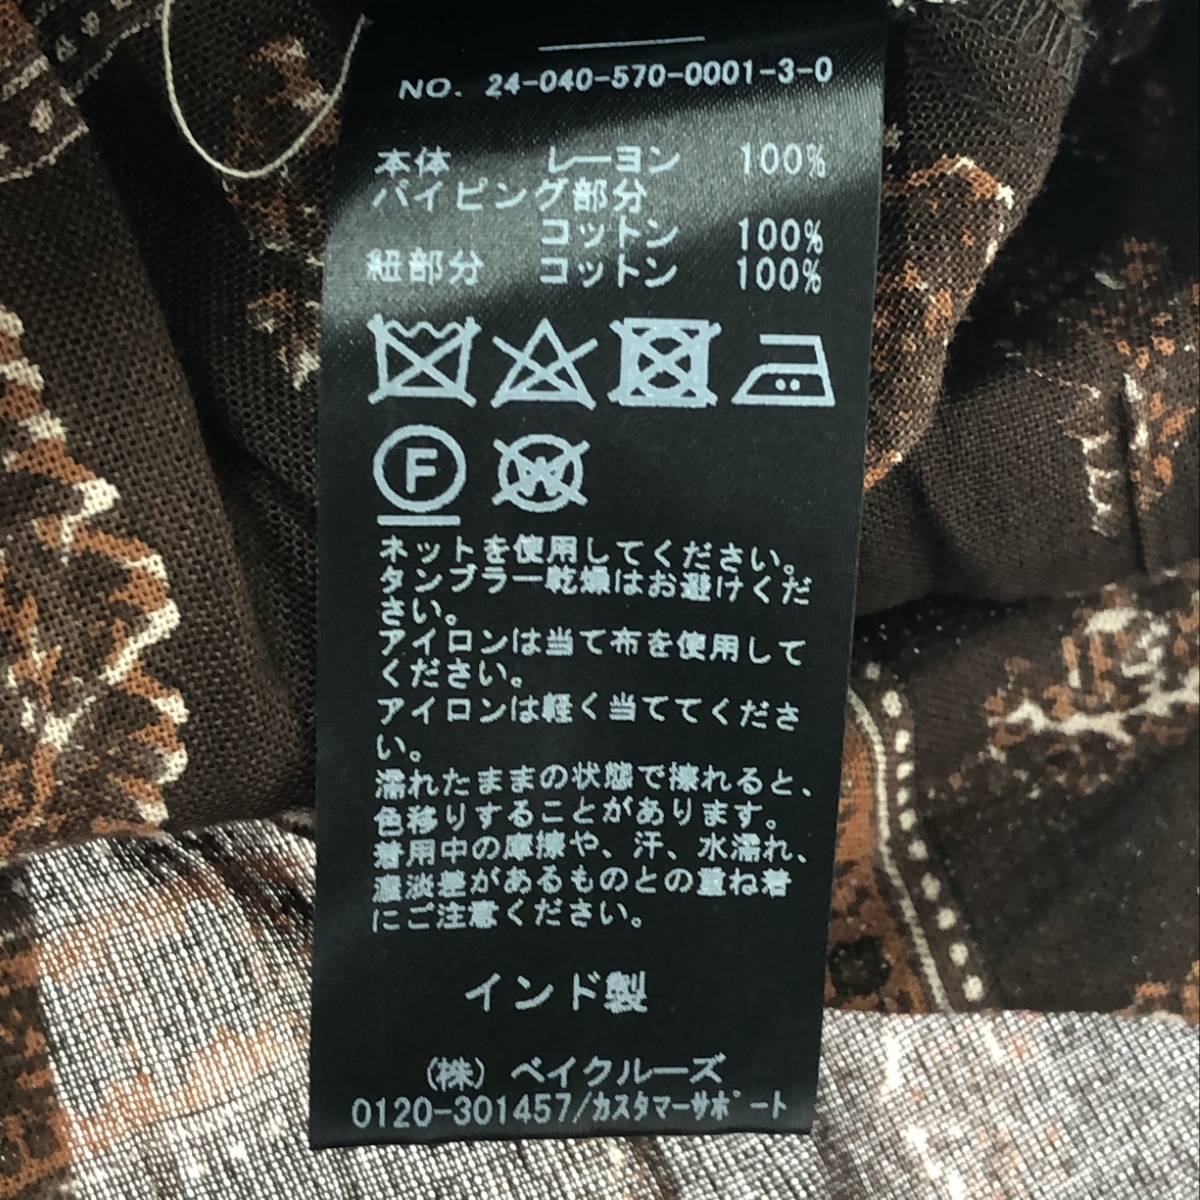 NO. 24-040-570-0001-3-0
本体 レーヨン 100%
パイピング部分
コットン 100%
紐部分 コットン 100%
F W
ネットを使用してください。
タンブラー乾燥はお避けくだ
さい。
アイロンは当て布を使用して
ください。
アイロンは軽く当ててくださ
い。
濡れたままの状態で擦れると、
色移りすることがあります。
着用中の摩擦や、汗、水濡れ、
濃淡差があるものとの重ね着
にご注意ください。
インド製
(株) ベイクルーズ
0120-301457/カスタマーサポート